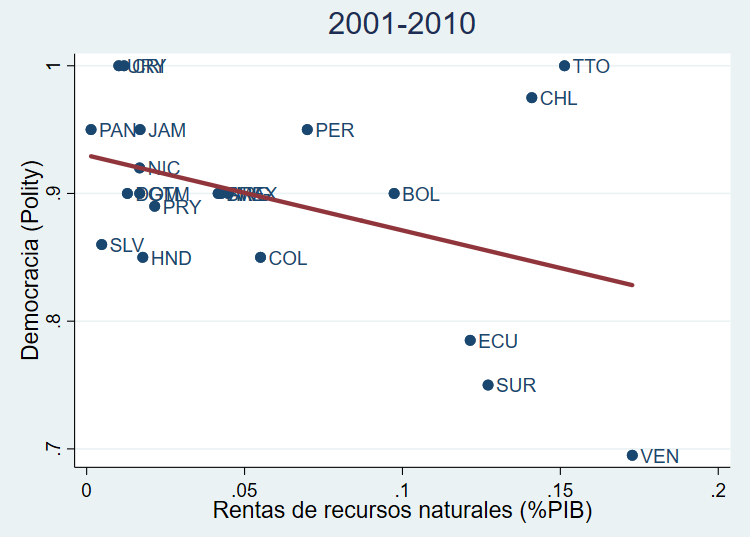 2001-2010
Democracia (Polity)
1
.9
.8
.7
URY
TTO
CHL
PAN
JAM
PER
NIC
BOL
PRY
SLV
HND
COL
ECU
SUR
VEN
0
.05
.1
.15
.2
Rentas de recursos naturales (%PIB)